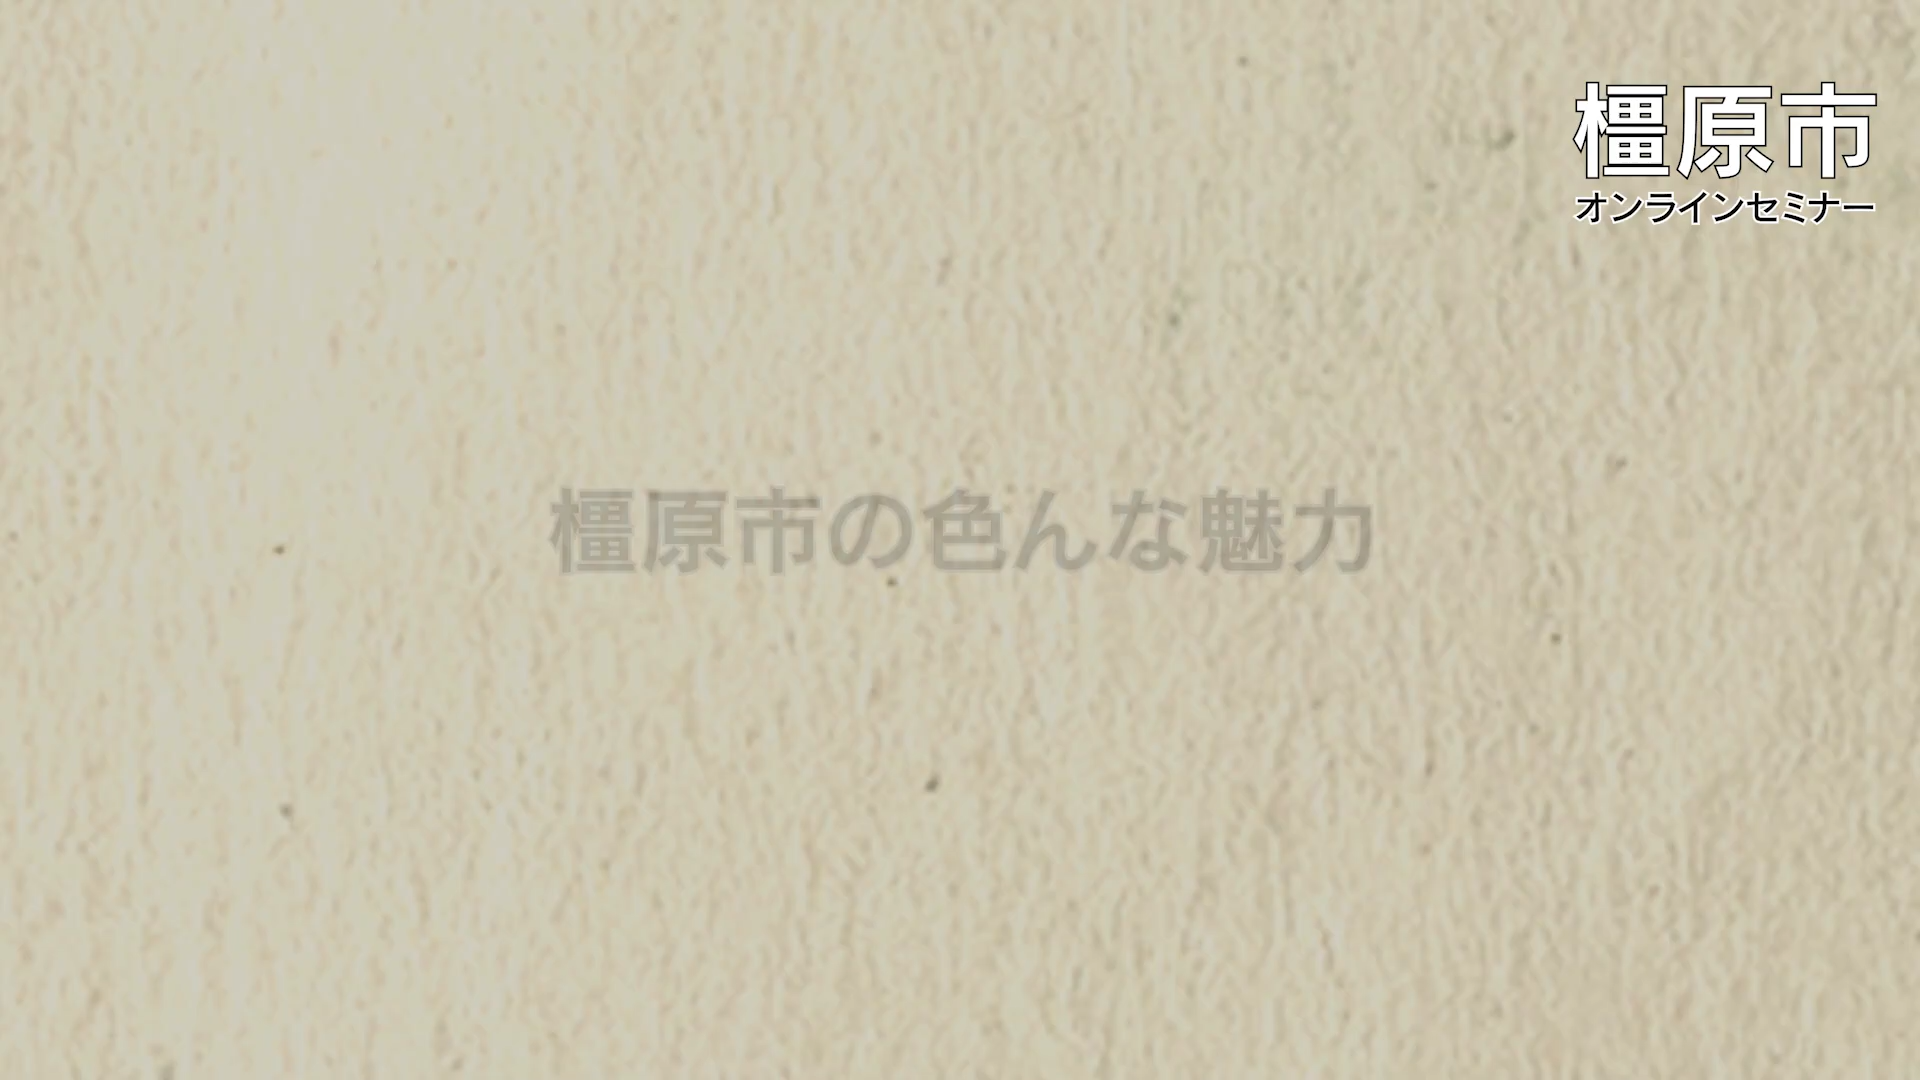 橿原市
オンラインセミナー
橿原市の色んな魅力